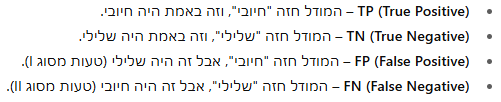 • TP (True Positive) – המודל חזה "חיובי", וזה באמת היה חיובי.
• TN (True Negative) – המודל חזה "שלילי", וזה באמת היה שלילי.
• FP (False Positive) – המודל חזה "חיובי", אבל זה היה שלילי (טעות מסוג I).
• FN (False Negative) – המודל חזה "שלילי", אבל זה היה חיובי (טעות מסוג II).